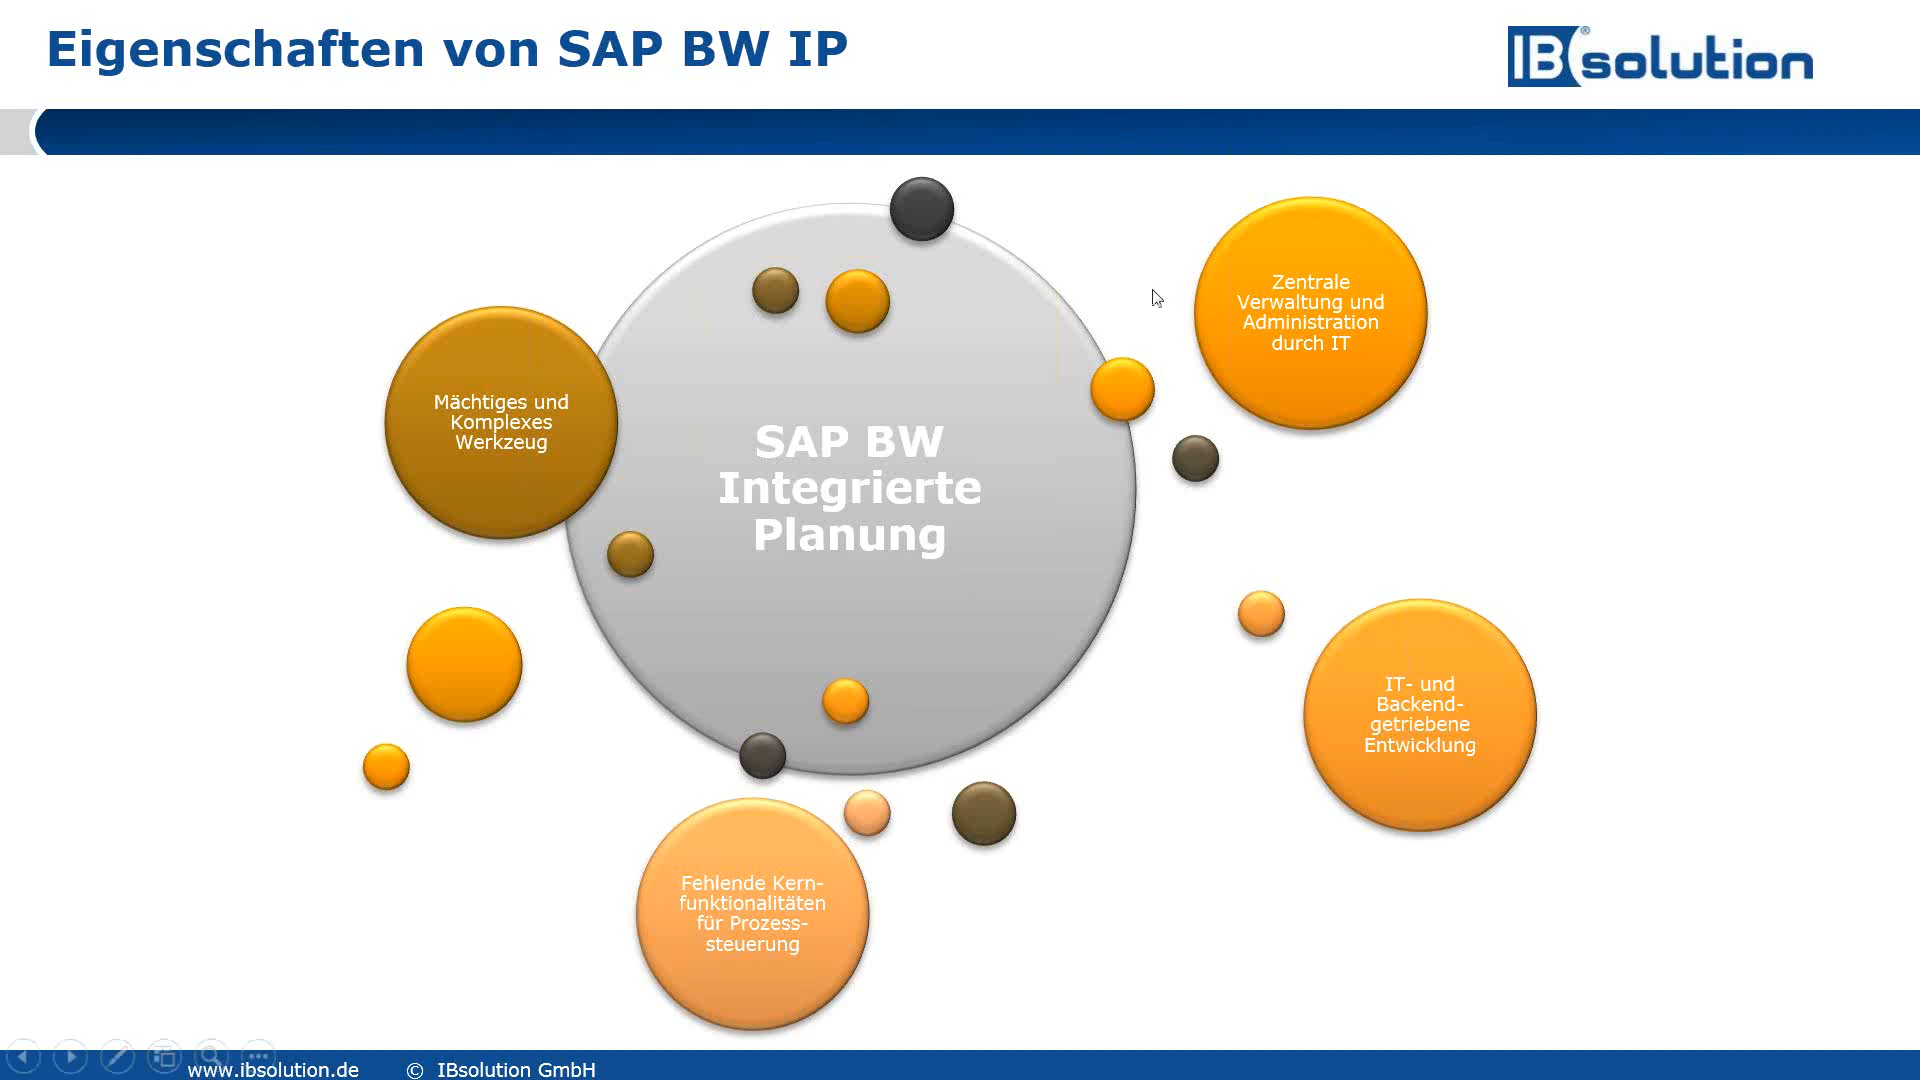 Eigenschaften von SAP BW IP
IBsolution®
Zentrale
Verwaltung und
Administration
durch IT
Mächtiges und
Komplexes
Werkzeug
SAP BW
Integrierte
Planung
IT- und
Backend-
getriebene
Entwicklung
Fehlende Kern-
funktionalitäten
für Prozess-
steuerung
www.ibsolution.de © IBsolution GmbH